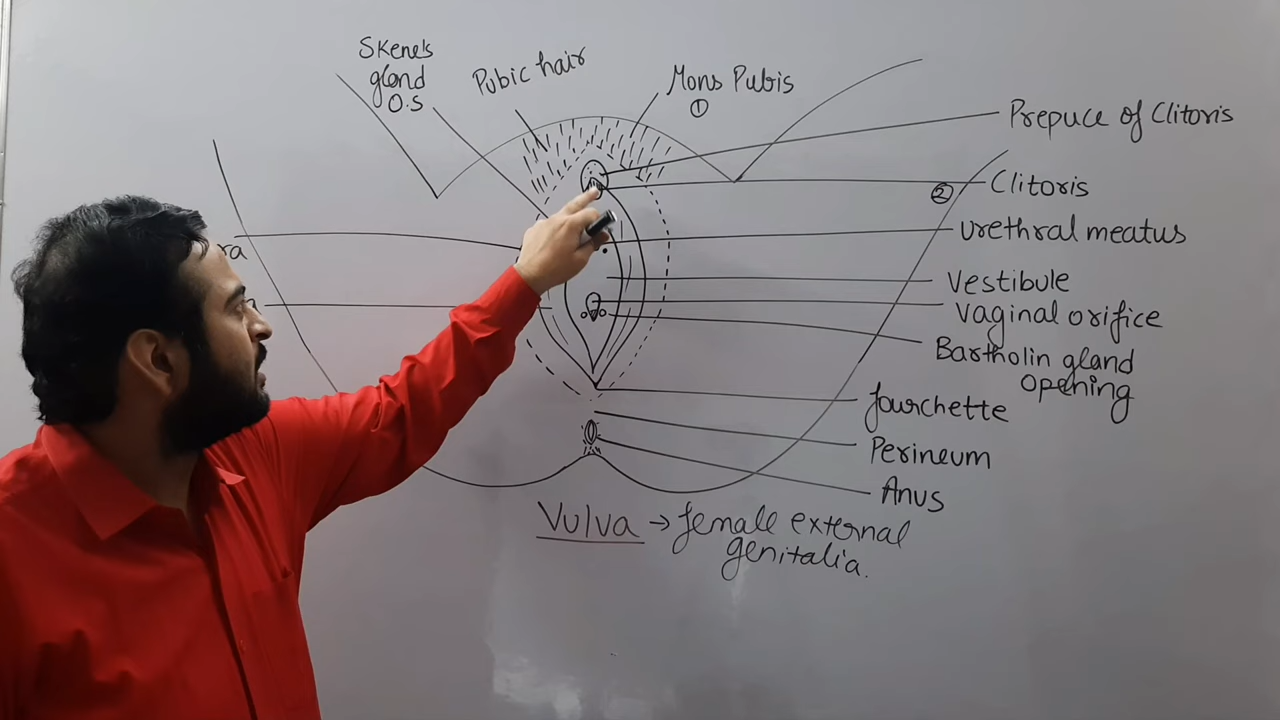 Skene's
gland
O.S
Pubic hair
Mons Pubis
①
Prepuce of Clitoris
② Clitoris
urethral meatus
ra
Vestibule
Vaginal orifice
Bartholin gland
opening
fourchette
Perineum
Anus
Vulva → female external
genitalia.